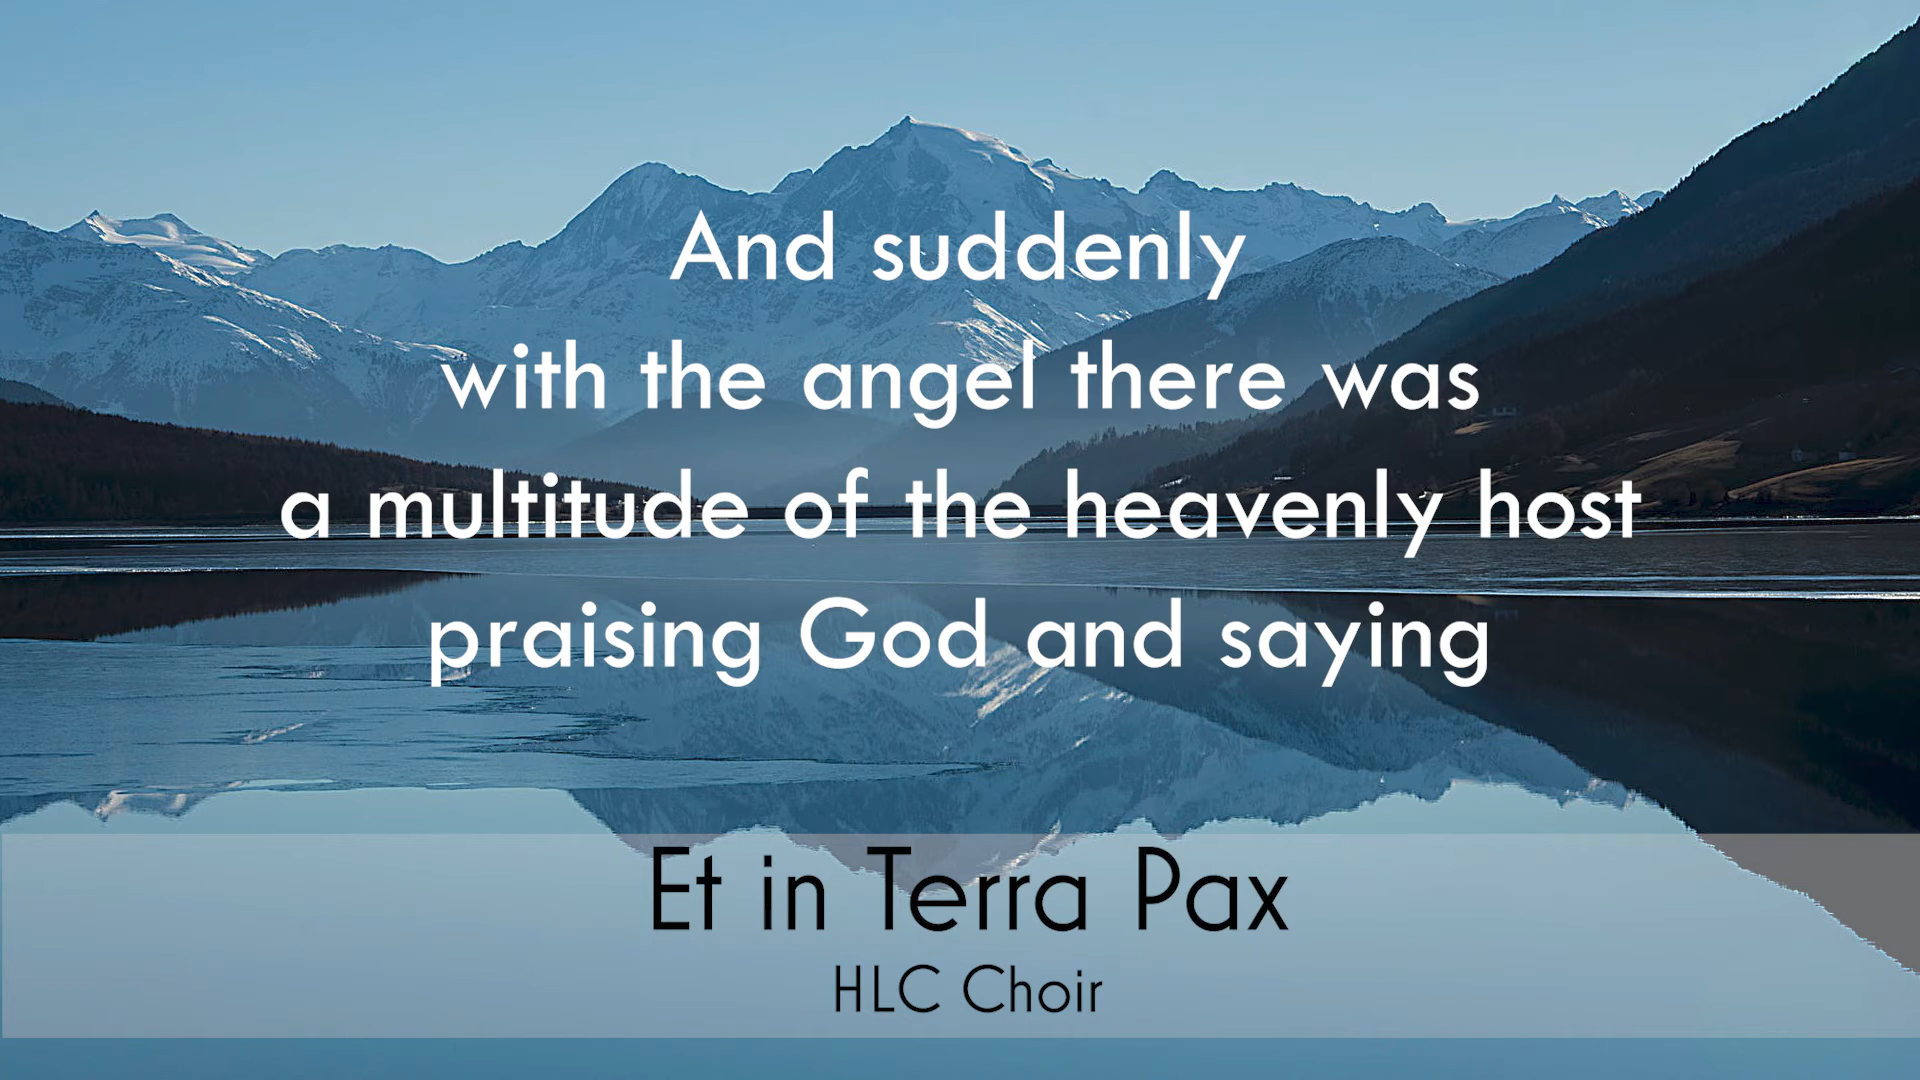 And suddenly
with the angel there was
a multitude of the heavenly host
praising God and saying
Et in Terra Pax
HLC Choir